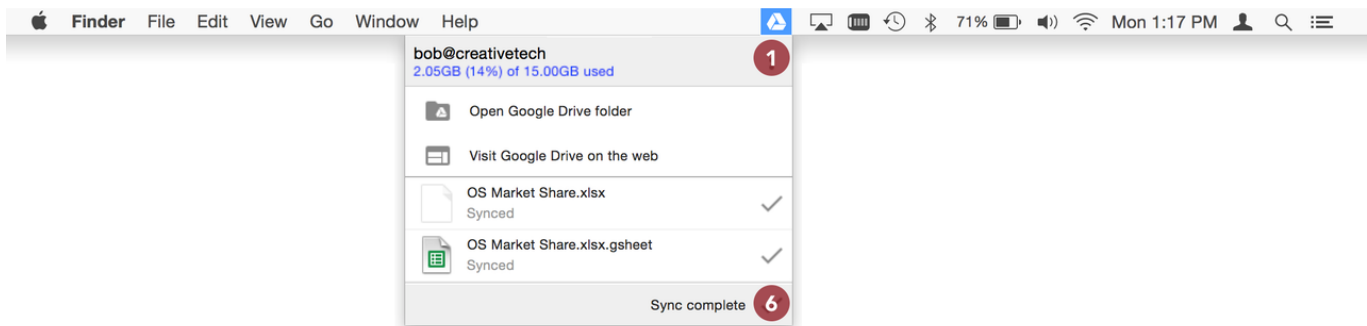 Finder File Edit View Go Window Help 71% Mon 1:17 PM
bob@creativetech
2.05GB (14%) of 15.00GB used
1
Open Google Drive folder
Visit Google Drive on the web
OS Market Share.xlsx
Synced
OS Market Share.xlsx.gsheet
Synced
Sync complete 6